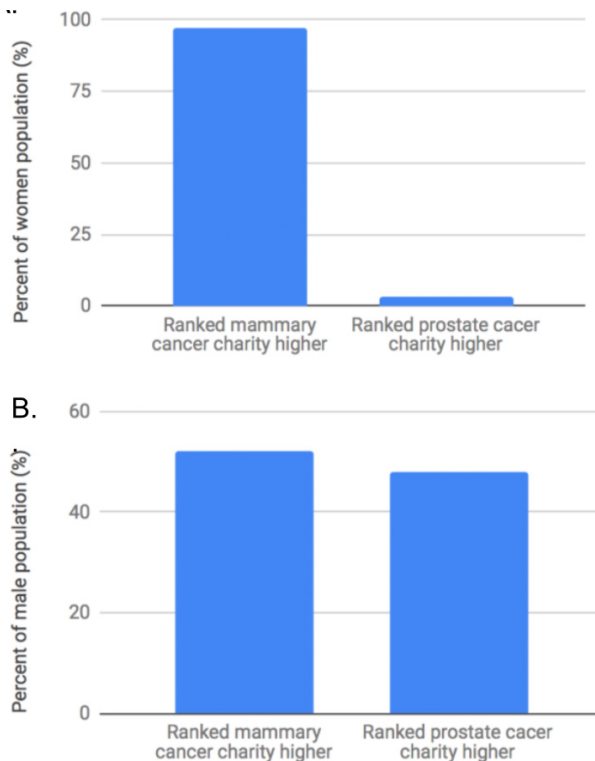 100
75
50
25
0
Percent of women population (%)
Ranked mammary
cancer charity higher
Ranked prostate cacer
charity higher
B.
60
40
20
0
Percent of male population (%)
Ranked mammary
cancer charity higher
Ranked prostate cacer
charity higher